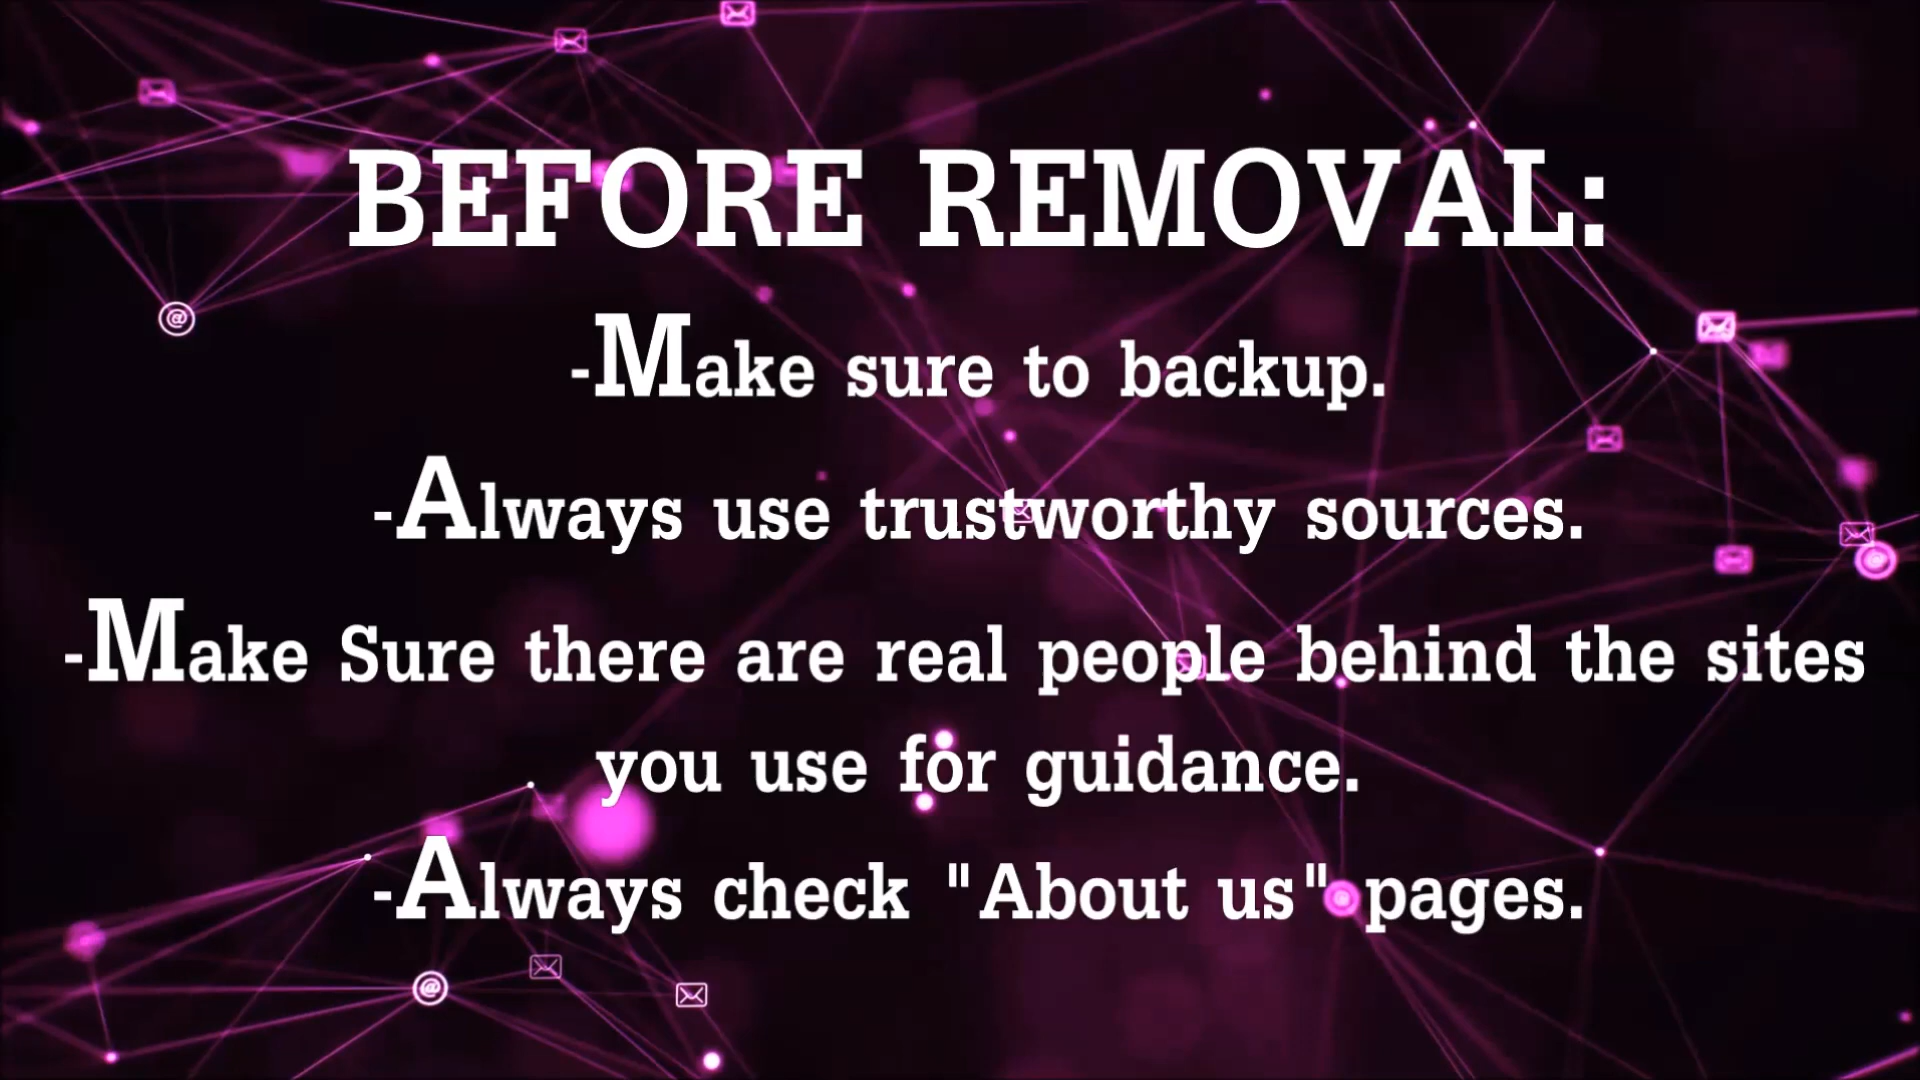 BEFORE REMOVAL:
-Make sure to backup.
-Always use trustworthy sources.
-Make Sure there are real people behind the sites
you use for guidance.
-Always check "About us" pages.